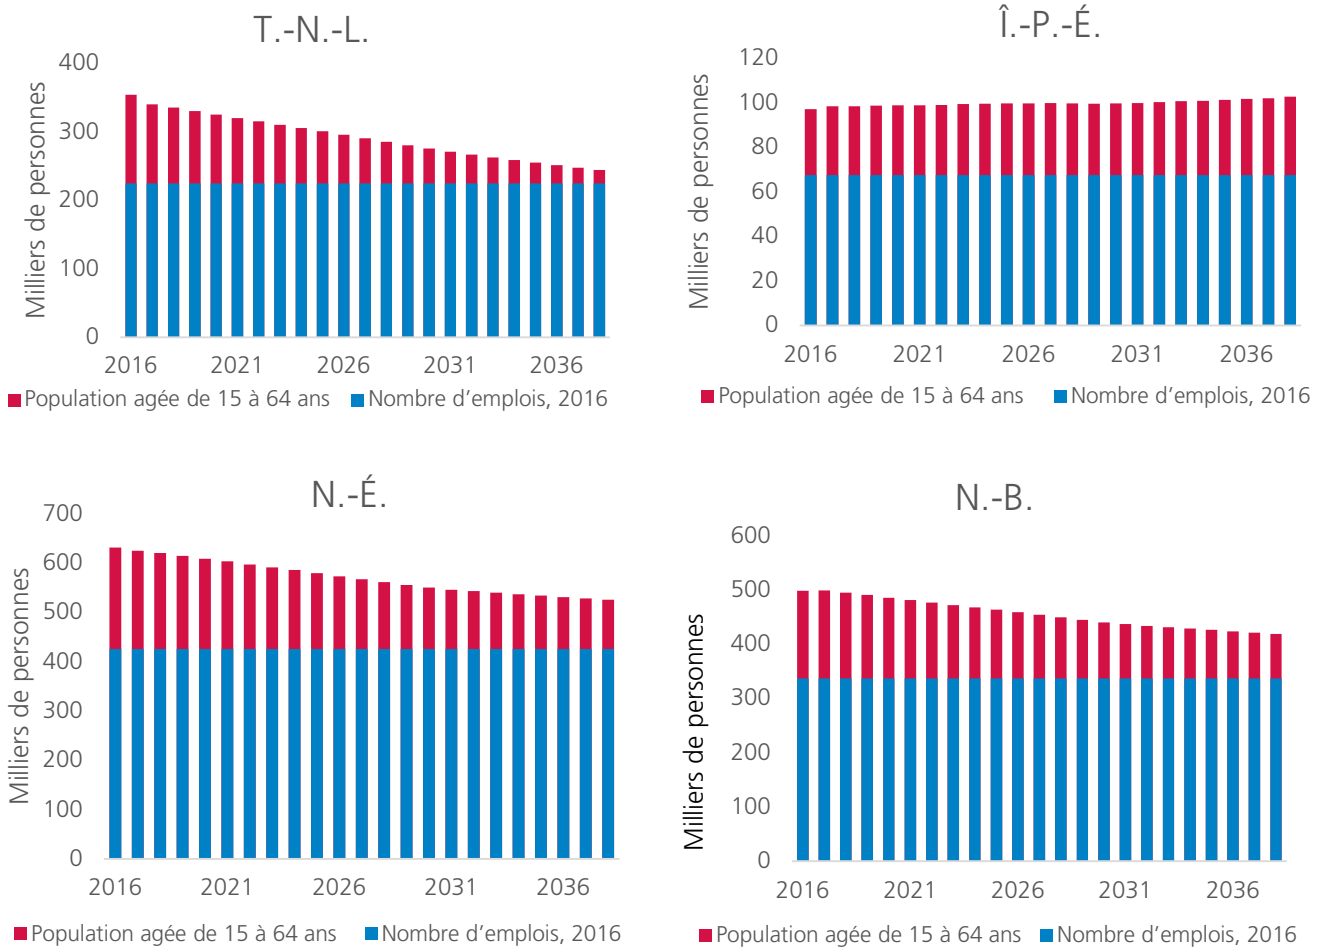 T.-N.-L.
Milliers de personnes
400
300
200
100
0
2016 2021 2026 2031 2036
Population agée de 15 à 64 ans Nombre d'emplois, 2016
Î.-P.-É.
Milliers de personnes
120
100
80
60
40
20
0
2016 2021 2026 2031 2036
Population agée de 15 à 64 ans Nombre d'emplois, 2016
N.-É.
Milliers de personnes
700
600
500
400
300
200
100
0
2016 2021 2026 2031 2036
Population agée de 15 à 64 ans Nombre d'emplois, 2016
N.-B.
Milliers de personnes
600
500
400
300
200
100
0
2016 2021 2026 2031 2036
Population agée de 15 à 64 ans Nombre d'emplois, 2016